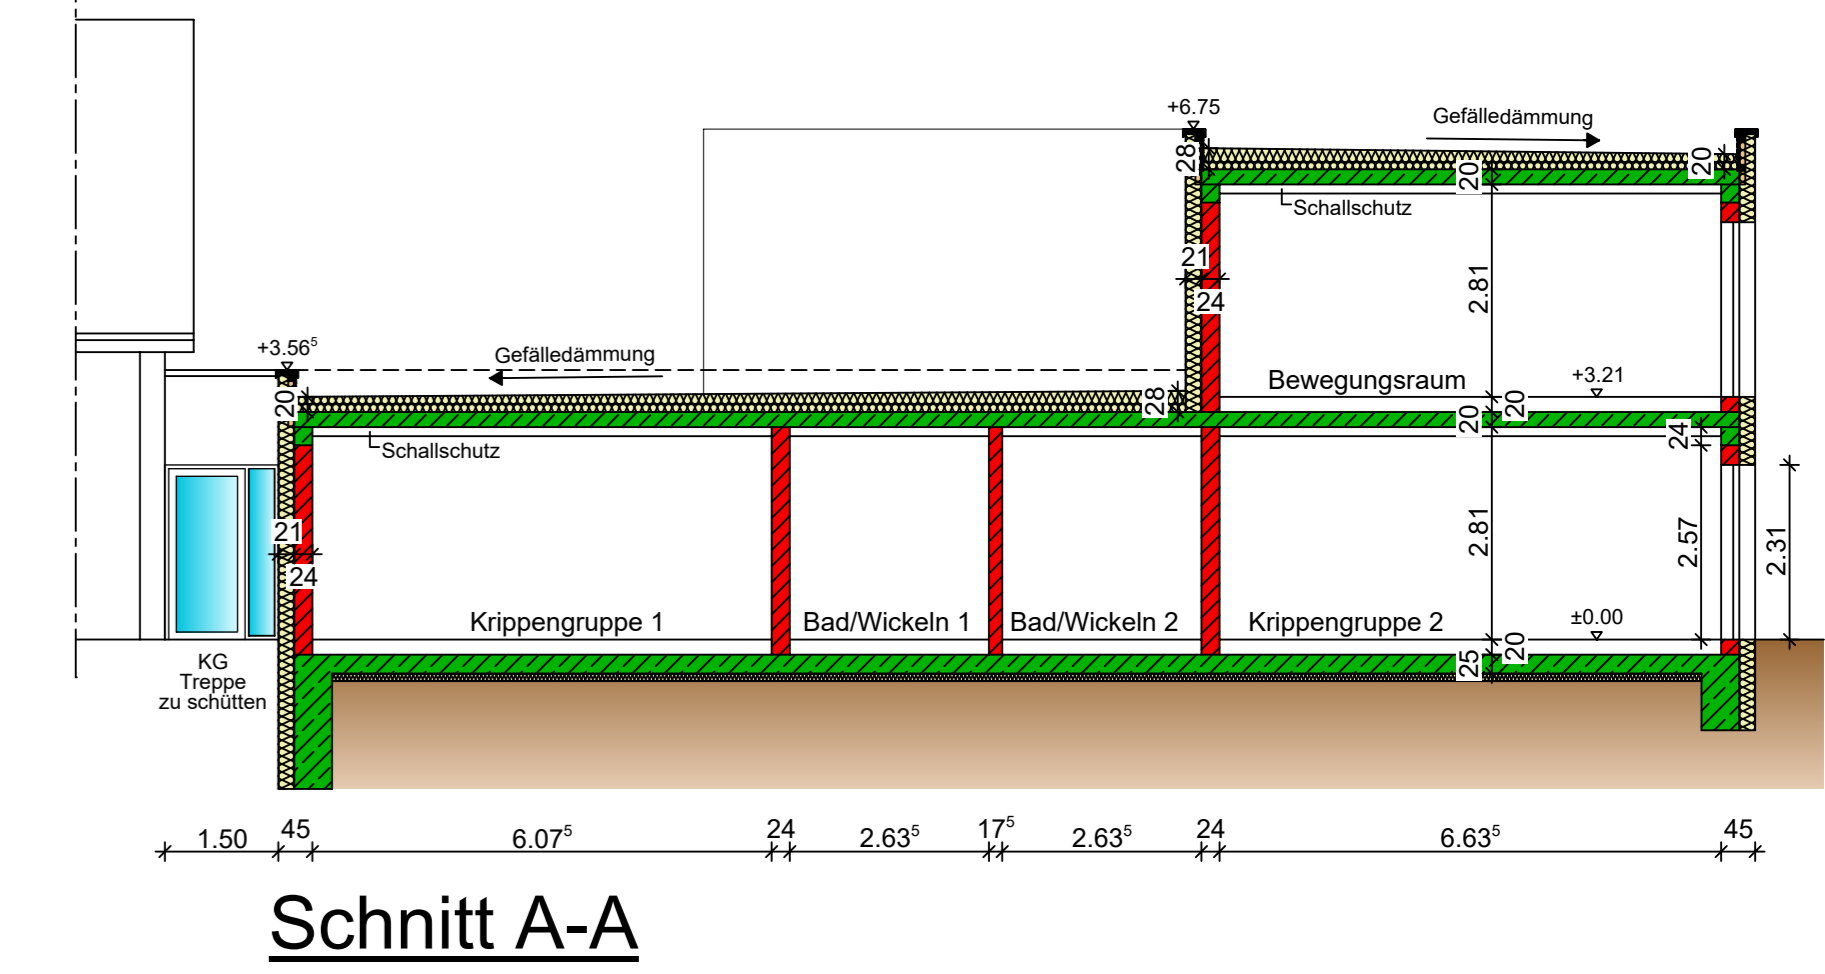 +6.75
Gefälledämmung
28
20
20
Schallschutz
21
24
2.81
+3.56⁵
Gefälledämmung
Bewegungsraum
+3.21
20
28
20
20
24
Schallschutz
21
24
2.81
2.57
2.31
Krippengruppe 1
Bad/Wickeln 1
Bad/Wickeln 2
Krippengruppe 2
±0.00
20
25
KG
Treppe
zu schütten
1.50
45
6.07⁵
24
2.63⁵
17⁵
2.63⁵
24
6.63⁵
45
Schnitt A-A